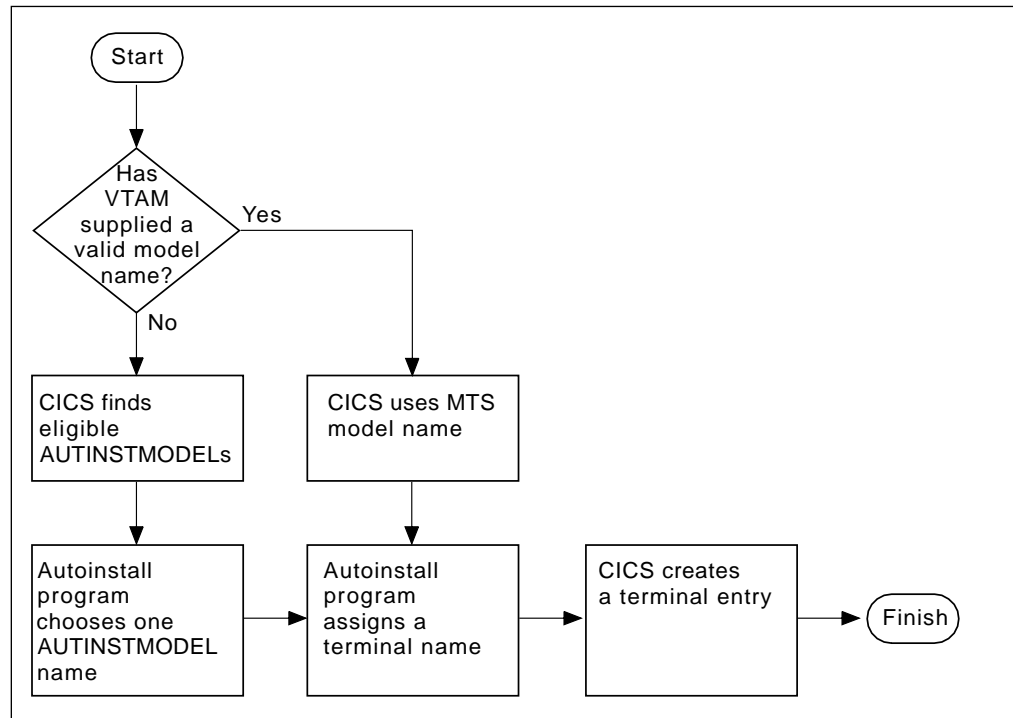 Start
Has
VTAM
supplied a
valid model
name?
Yes
No
CICS finds
eligible
AUTINSTMODELs
CICS uses MTS
model name
Autoinstall
program
chooses one
AUTINSTMODEL
name
Autoinstall
program
assigns a
terminal name
CICS creates
a terminal entry
Finish